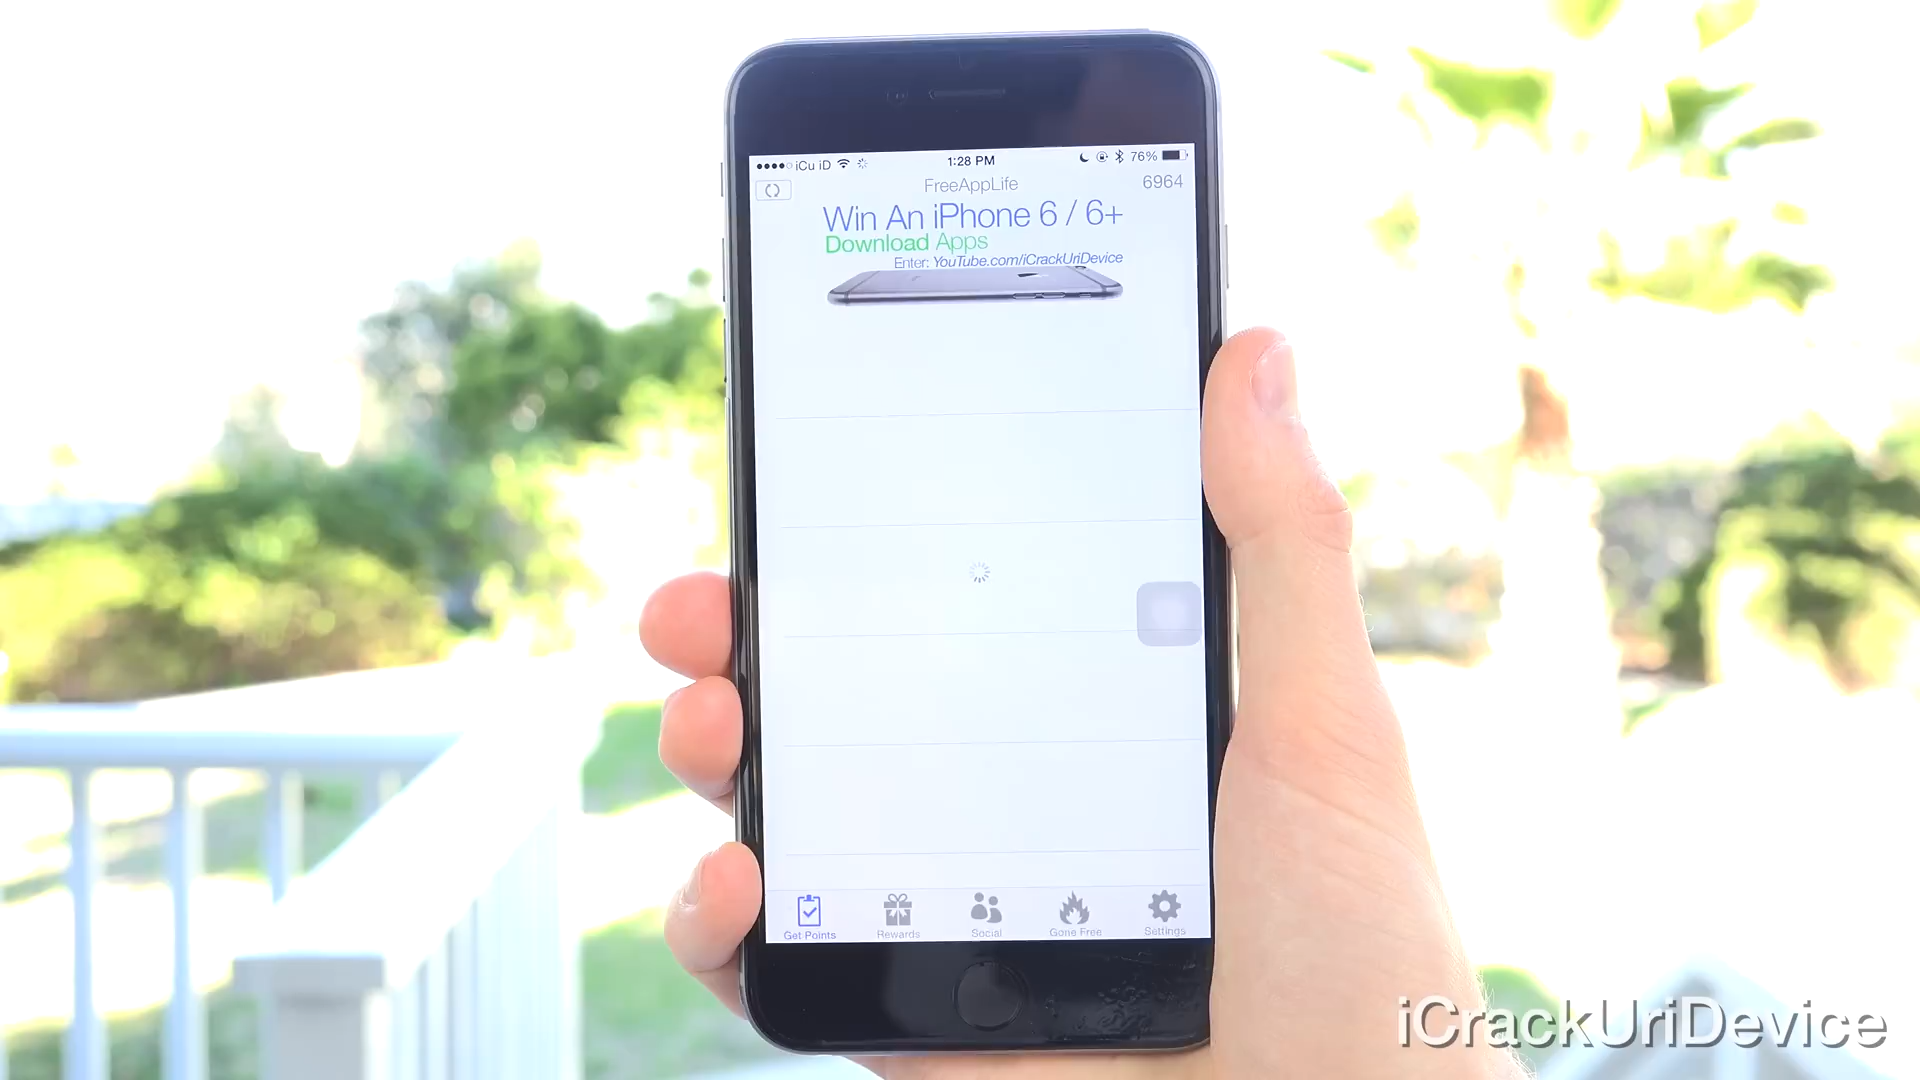 iCu iD 1:28 PM 76%
FreeAppLife 6964
Win An iPhone 6 / 6+
Download Apps
Enter: YouTube.com/iCrackUriDevice
Get Points Rewards Social Gone Free Settings
iCrackUriDevice